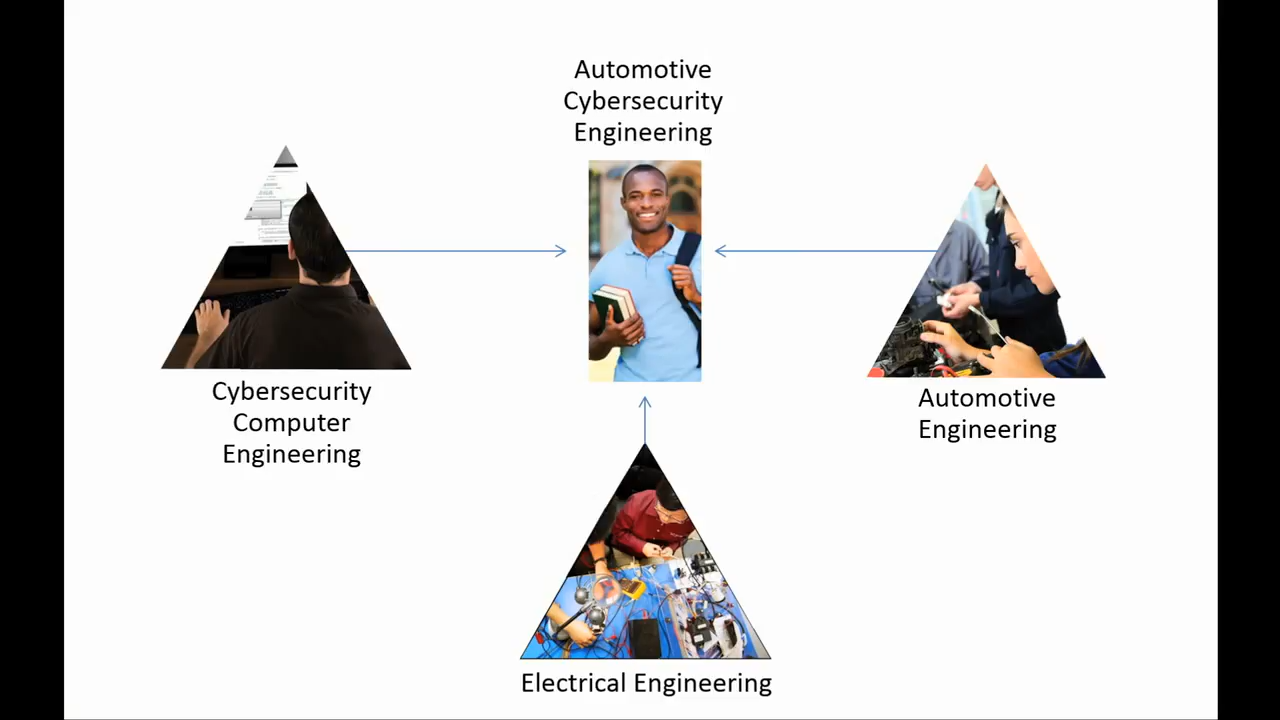 Automotive
Cybersecurity
Engineering
Cybersecurity
Computer
Engineering
Automotive
Engineering
Electrical Engineering